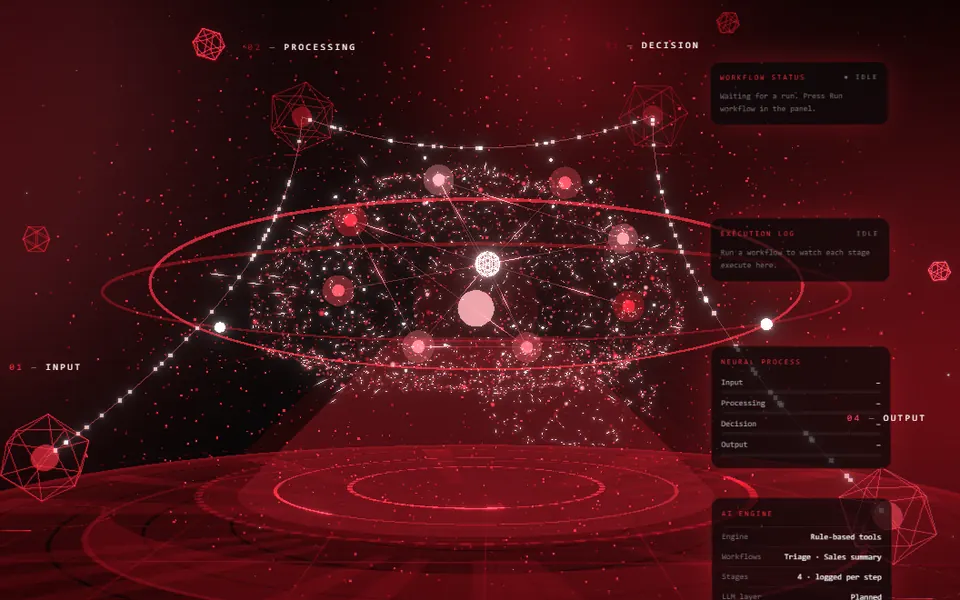 02 — PROCESSING
— DECISION
WORKFLOW STATUS
IDLE
Waiting for a run. Press Run
workflow in the panel.
EXECUTION LOG
IDLE
Run a workflow to watch each stage
execute here.
01 — INPUT
NEURAL PROCESS
Input —
Processing —
Decision —
Output —
04 — OUTPUT
AI ENGINE
Engine Rule-based tools
Workflows Triage · Sales summary
Stages 4 · logged per step
LLM layer Planned